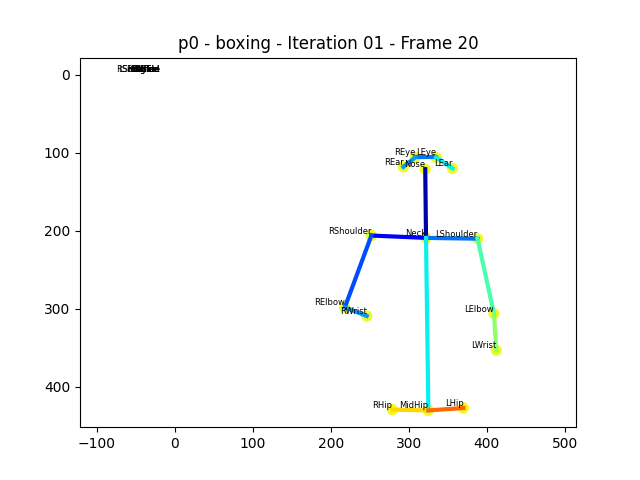 p0 - boxing - Iteration 01 - Frame 20
0
100
200
300
400
REye LEye
REar Nose LEar
RShoulder Neck LShoulder
RElbow
RWrist LElbow
LWrist
RHip MidHip LHip
−100 0 100 200 300 400 500